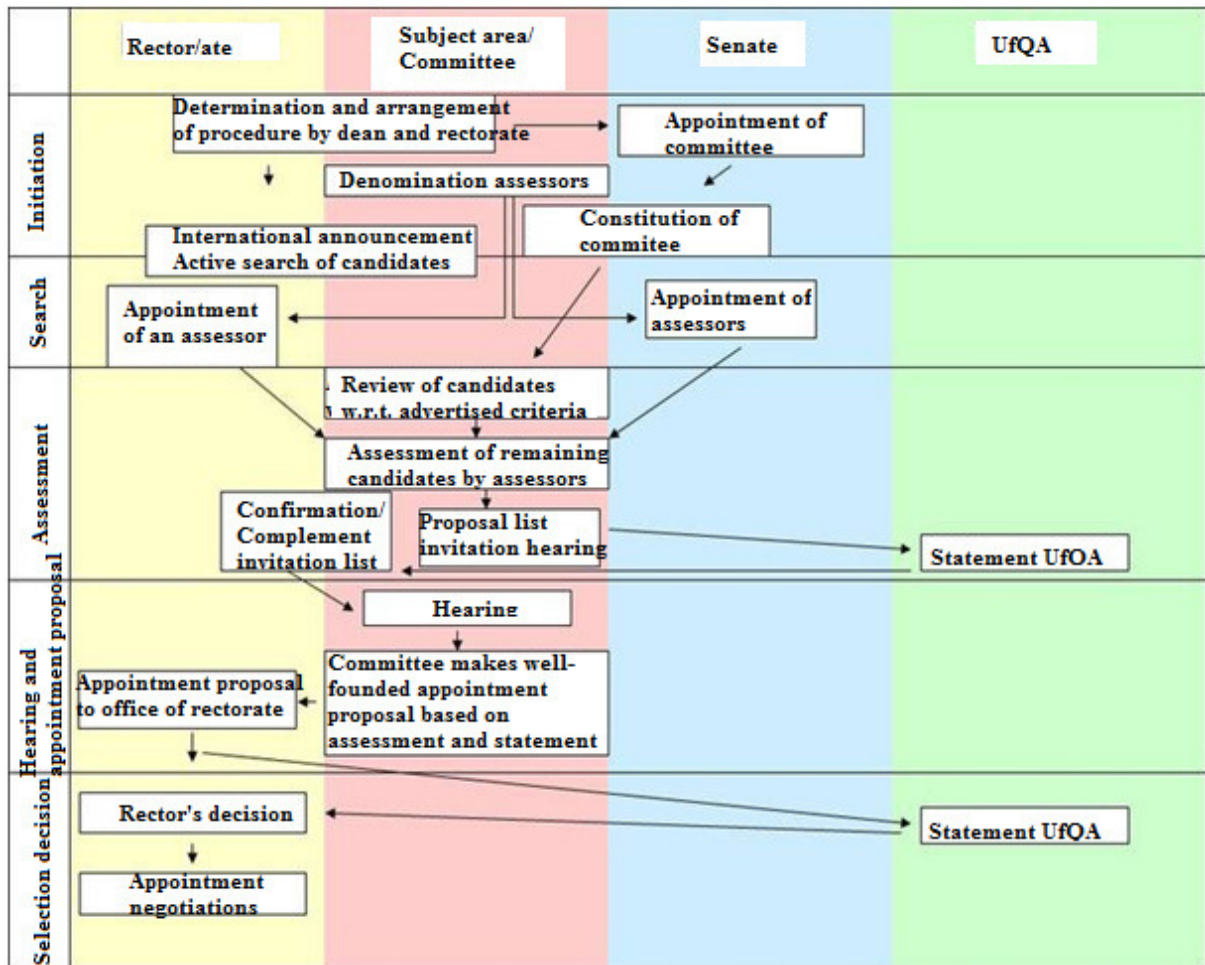 Rector/ate
Subject area/
Committee
Senate
UfQA
Initiation
Determination and arrangement
of procedure by dean and rectorate
Appointment of
committee
Denomination assessors
Constitution of
commitee
International announcement
Active search of candidates
Search
Appointment
of an assessor
Appointment of
assessors
Assessment
Review of candidates
w.r.t. advertised criteria
Assessment of remaining
candidates by assessors
Confirmation/
Complement
invitation list
Proposal list
invitation hearing
Statement UfQA
Hearing and
appointment proposal
Hearing
Committee makes well-
founded appointment
proposal based on
assessment and statement
Appointment proposal
to office of rectorate
Selection decision
Rector's decision
Statement UfQA
Appointment
negotiations